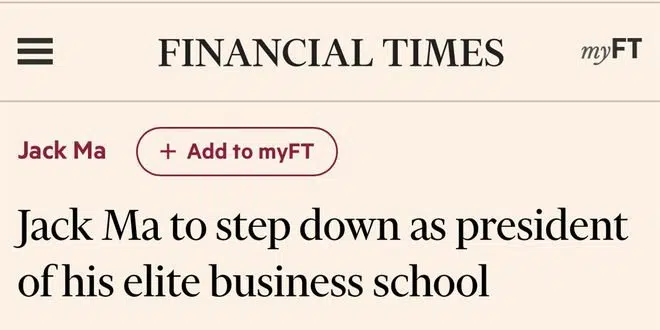 FINANCIAL TIMES
myFT
Jack Ma
+ Add to myFT
Jack Ma to step down as president
of his elite business school